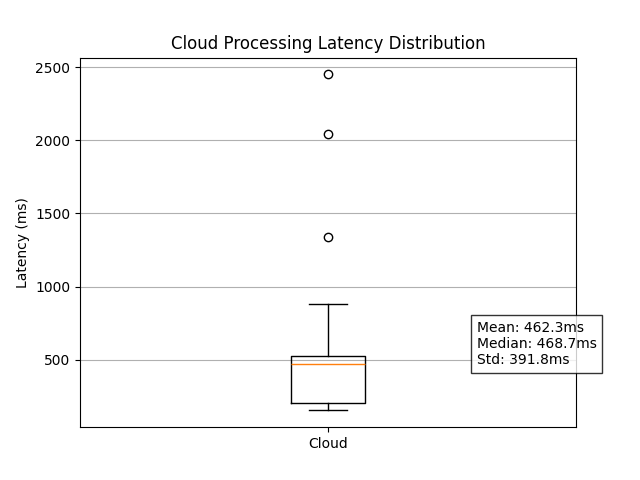 Cloud Processing Latency Distribution
2500
2000
1500
1000
500
Latency (ms)
Mean: 462.3ms
Median: 468.7ms
Std: 391.8ms
Cloud